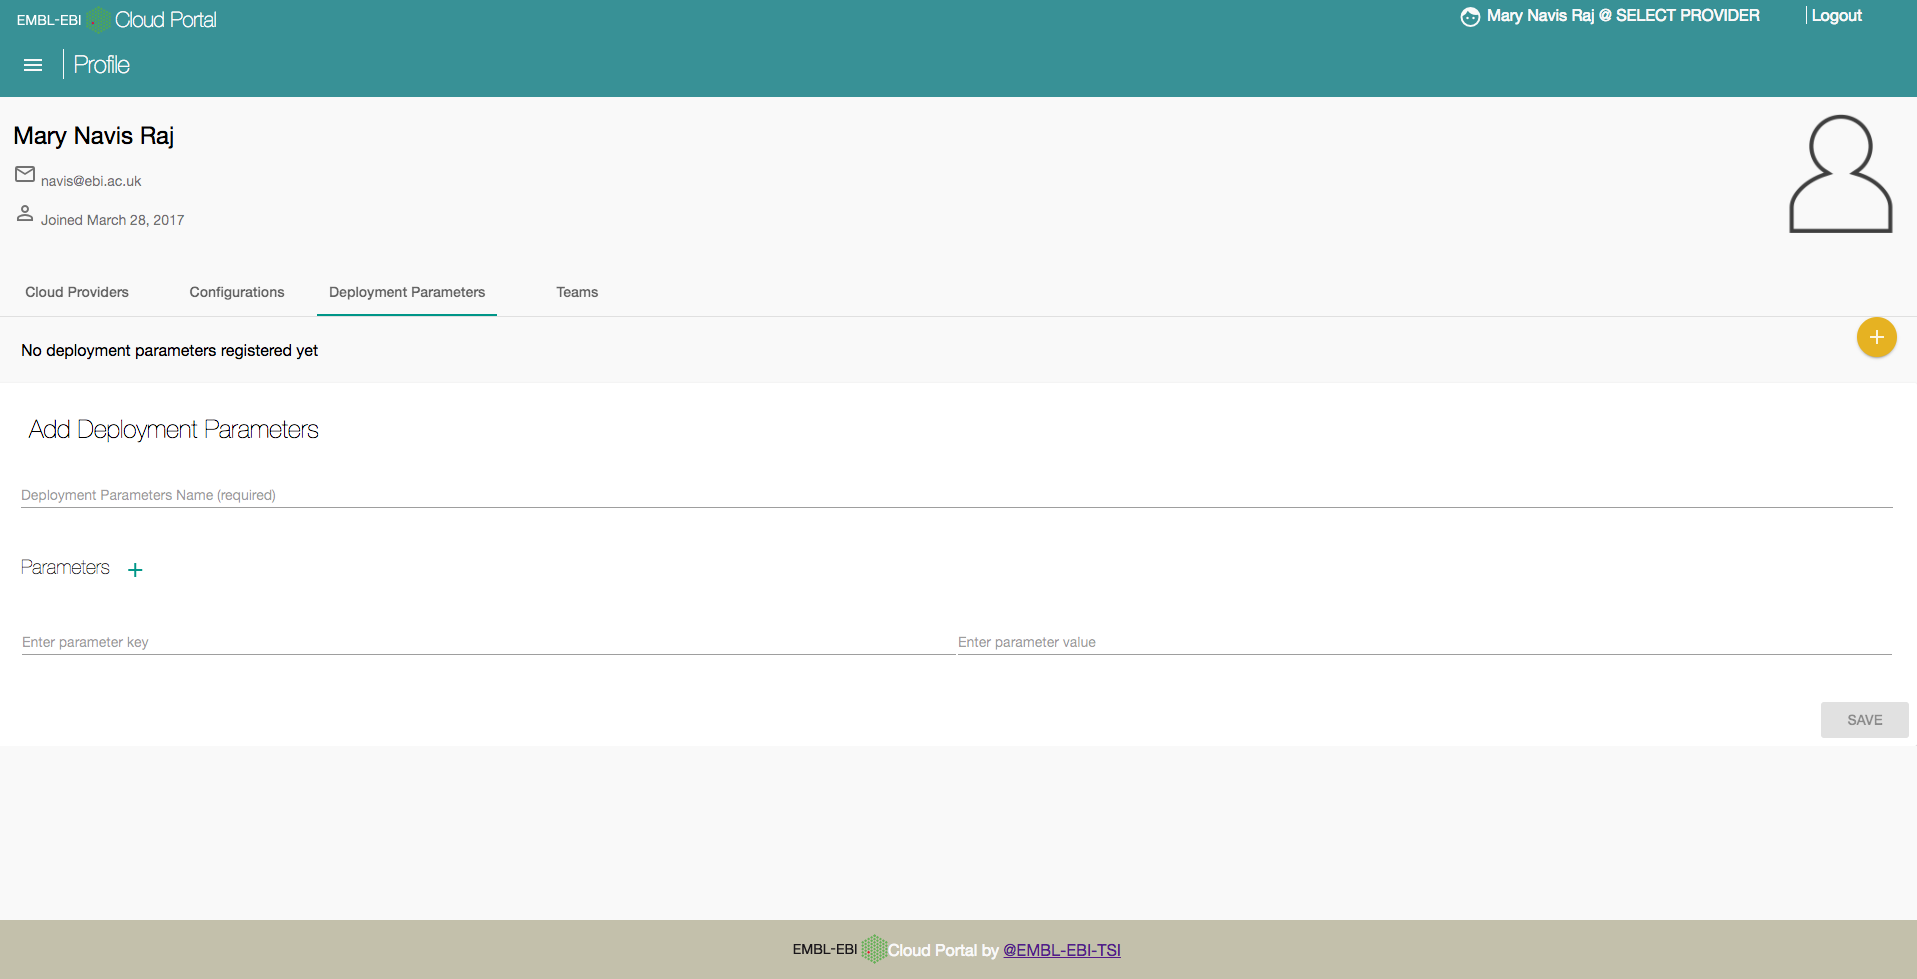 EMBL-EBI Cloud Portal
Mary Navis Raj @ SELECT PROVIDER
Logout
Profile
Mary Navis Raj
navis@ebi.ac.uk
Joined March 28, 2017
Cloud Providers
Configurations
Deployment Parameters
Teams
No deployment parameters registered yet
Add Deployment Parameters
Deployment Parameters Name (required)
Parameters
Enter parameter key
Enter parameter value
SAVE
EMBL-EBI Cloud Portal by @EMBL-EBI-TSI